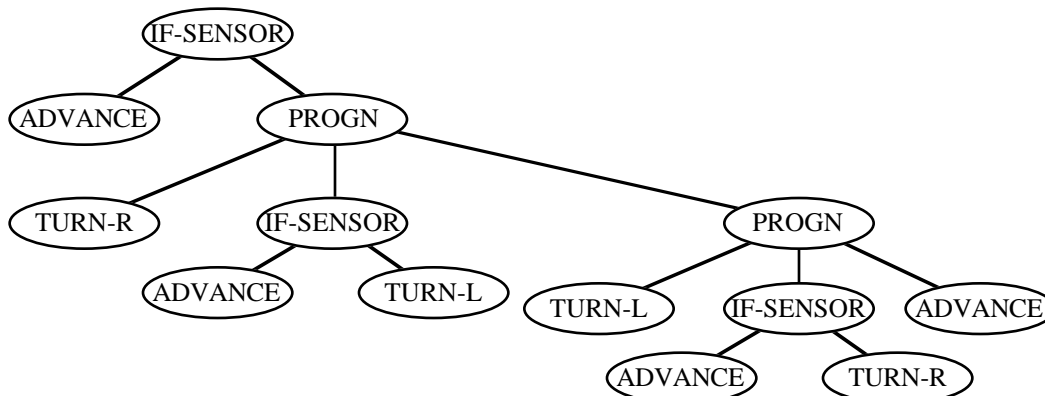 IF-SENSOR
ADVANCE
PROGN
TURN-R
IF-SENSOR
PROGN
ADVANCE
TURN-L
TURN-L
IF-SENSOR
ADVANCE
ADVANCE
TURN-R